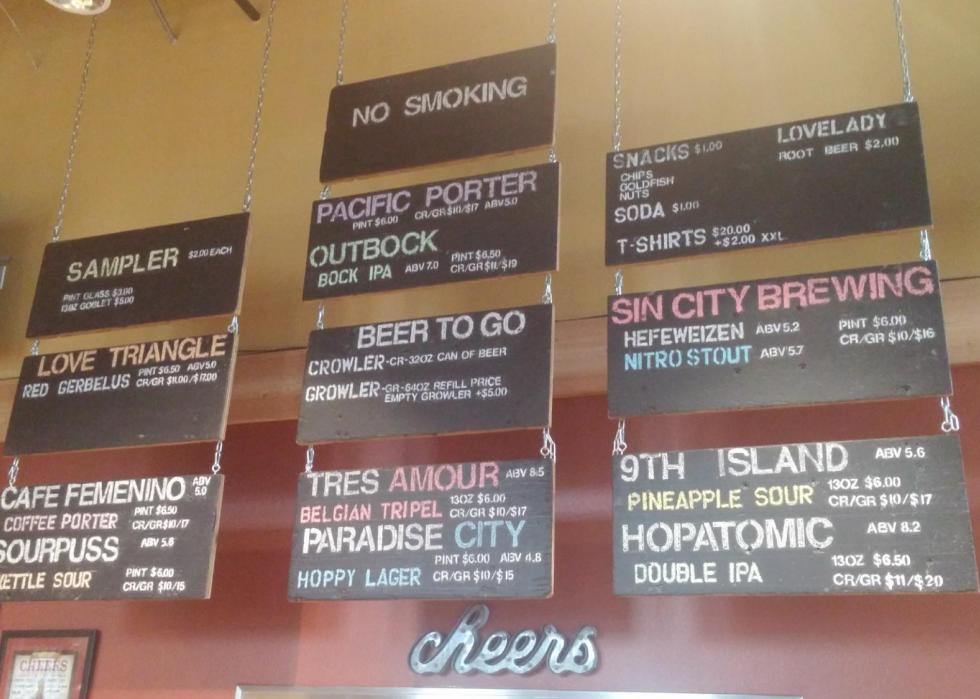 SAMPLER $2.00 EACH
PINT GLASS $3.00
13OZ GOBLET $5.00
LOVE TRIANGLE
RED GERBELUS PINT $6.50 ABV 5.0
CR/GR $11.00/$17.00
CAFE FEMENINO ABV 5.0
COFFEE PORTER PINT $6.50
CR/GR $10/17
SOURPUSS ABV 5.6
KETTLE SOUR PINT $6.00
CR/GR $10/15
NO SMOKING
PACIFIC PORTER
PINT $6.00 CR/GR $10/$17 ABV 5.0
OUTBOCK
BOCK IPA ABV 7.0 PINT $6.50
CR/GR $11/$19
BEER TO GO
CROWLER-CR-32OZ CAN OF BEER
GROWLER-GR-64OZ REFILL PRICE
EMPTY GROWLER +$5.00
TRES AMOUR ABV 8.5
BELGIAN TRIPEL 13OZ $6.00
CR/GR $10/$17
PARADISE CITY
PINT $6.00 ABV 4.8
HOPPY LAGER CR/GR $10/$15
SNACKS $1.00
CHIPS
GOLDFISH
NUTS
SODA $1.00
T-SHIRTS $20.00
+$2.00 XXL
LOVELADY
ROOT BEER $2.00
SIN CITY BREWING
HEFEWEIZEN ABV 5.2 PINT $6.00
NITRO STOUT ABV 5.7 CR/GR $10/$16
9TH ISLAND ABV 5.6
PINEAPPLE SOUR 13OZ $6.00
CR/GR $10/$17
HOPATOMIC ABV 8.2
DOUBLE IPA 13OZ $6.50
CR/GR $11/$20
cheers
CHEERS